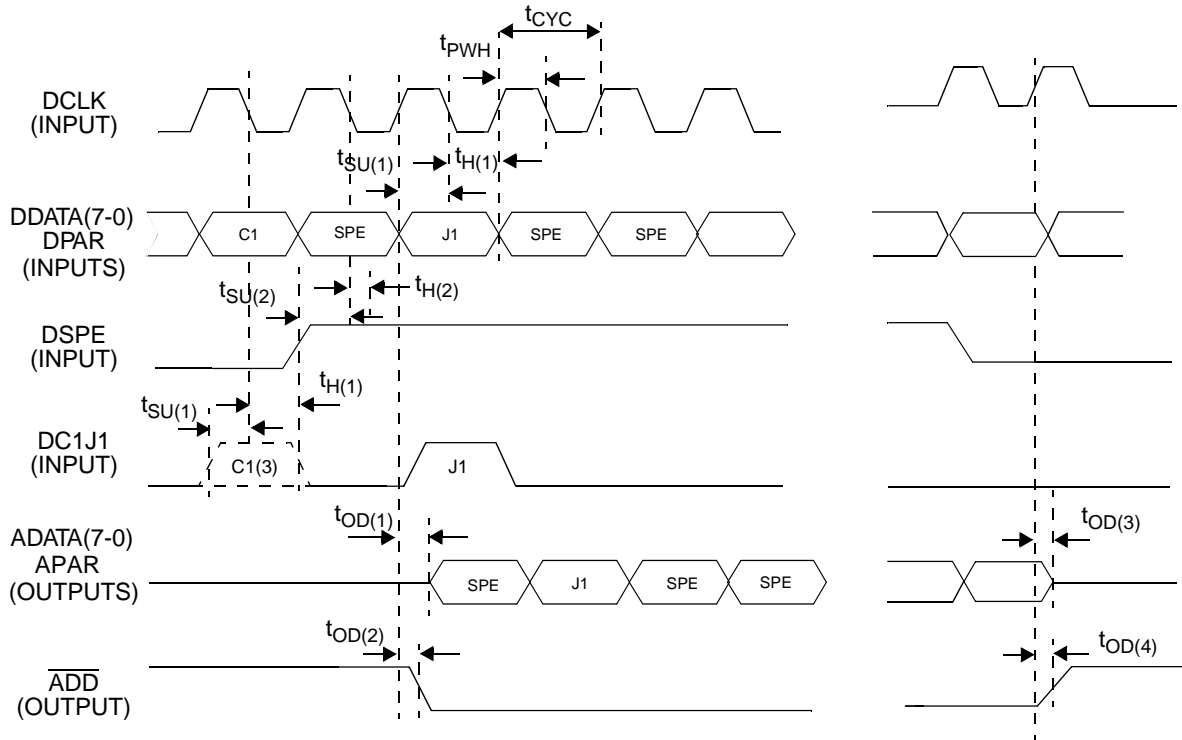 tCYC
tPWH
DCLK
(INPUT)
tSU(1)
tH(1)
DDATA(7-0)
DPAR
(INPUTS)
C1
SPE
J1
SPE
SPE
tSU(2)
tH(2)
DSPE
(INPUT)
tH(1)
tSU(1)
DC1J1
(INPUT)
C1(3)
J1
tOD(1)
tOD(3)
ADATA(7-0)
APAR
(OUTPUTS)
SPE
J1
SPE
SPE
tOD(2)
tOD(4)
ADD
(OUTPUT)